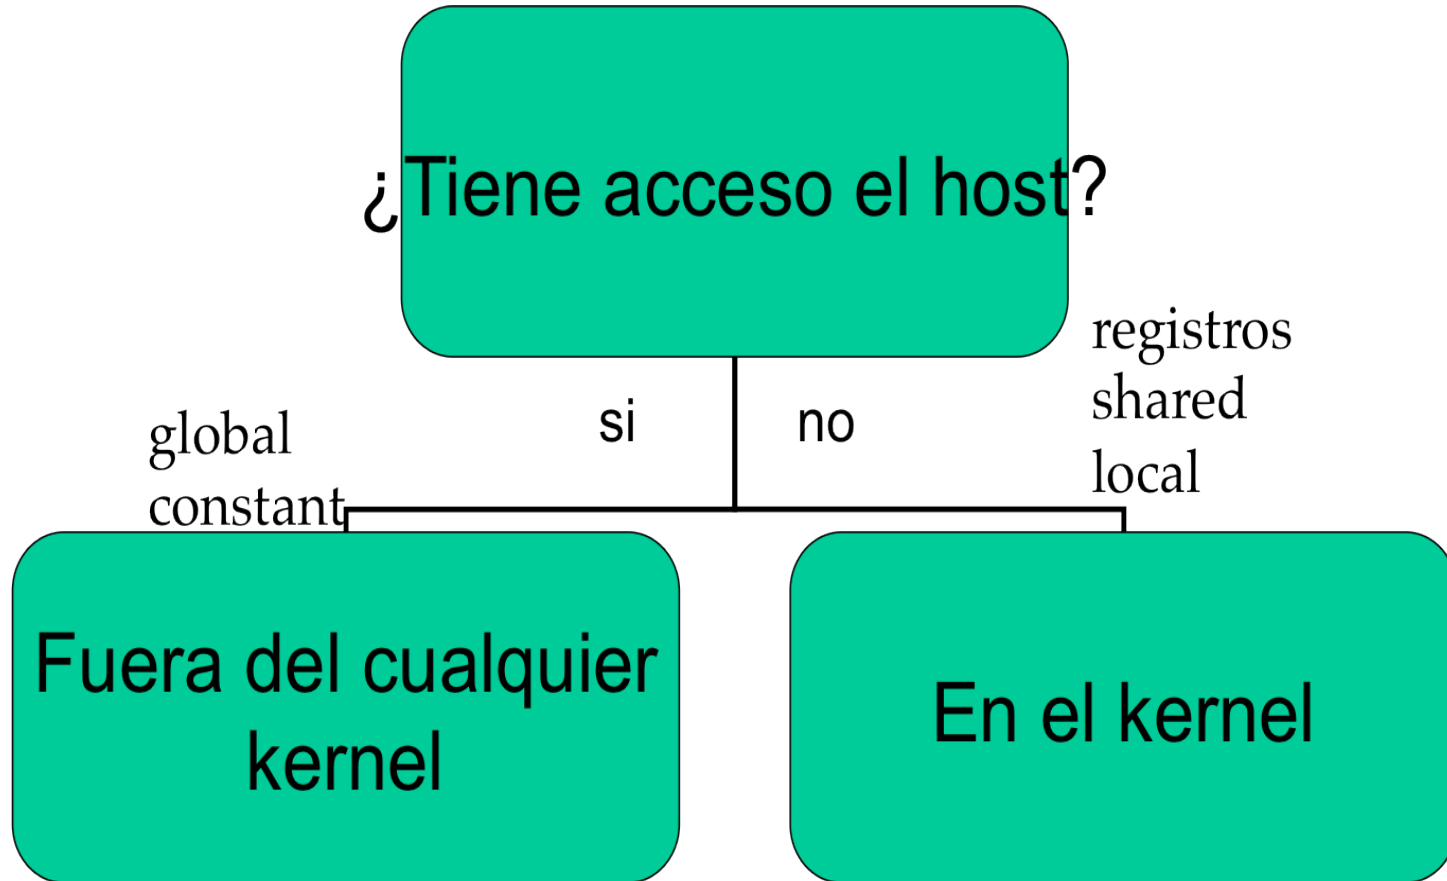 ¿Tiene acceso el host?
registros
shared
local
si
no
global
constant
Fuera del cualquier
kernel
En el kernel